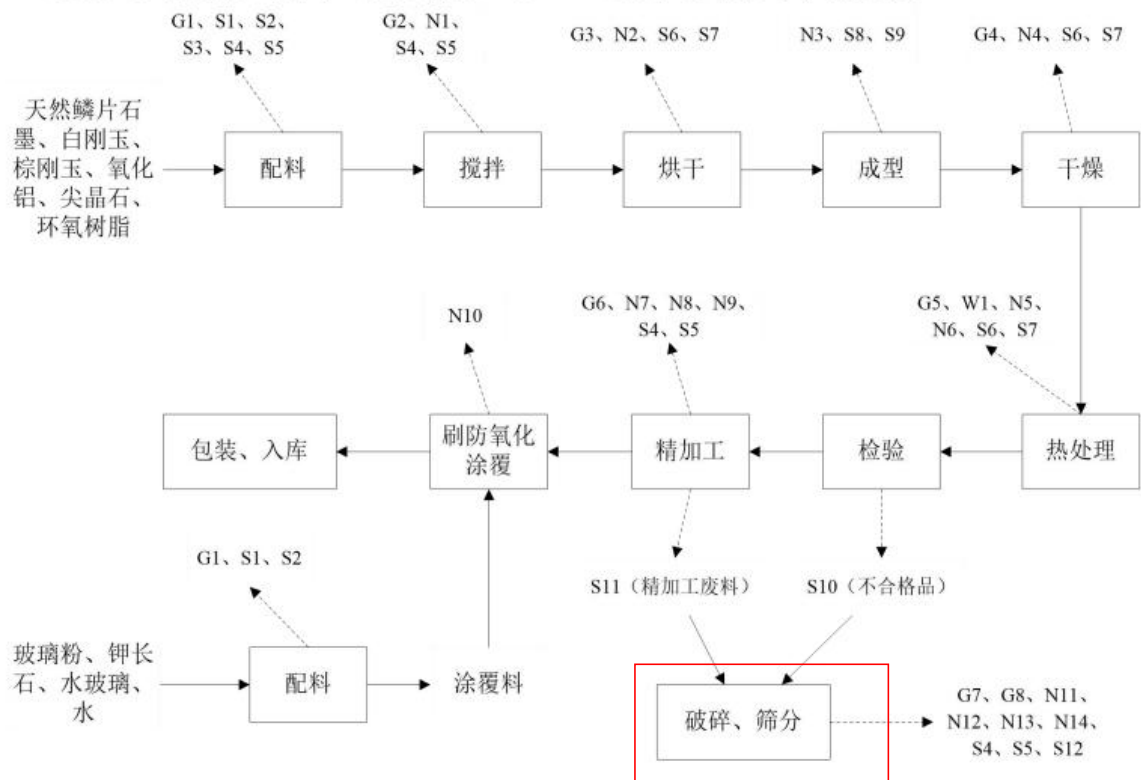 G1、S1、S2、
S3、S4、S5
G2、N1、
S4、S5
G3、N2、S6、S7
N3、S8、S9
G4、N4、S6、S7
天然鳞片石
墨、白刚玉、
棕刚玉、氧化
铝、尖晶石、
环氧树脂
配料
搅拌
烘干
成型
干燥
N10
G6、N7、N8、N9、
S4、S5
G5、W1、N5、
N6、S6、S7
包装、入库
刷防氧化
涂覆
精加工
检验
热处理
G1、S1、S2
S11（精加工废料）
S10（不合格品）
玻璃粉、钾长
石、水玻璃、
水
配料
涂覆料
破碎、筛分
G7、G8、N11、
N12、N13、N14、
S4、S5、S12